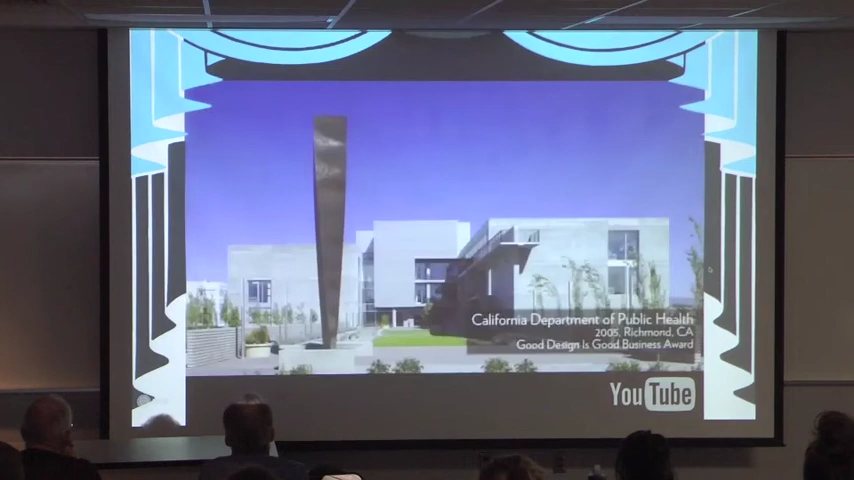 California Department of Public Health
2005, Richmond, CA
Good Design Is Good Business Award
YouTube